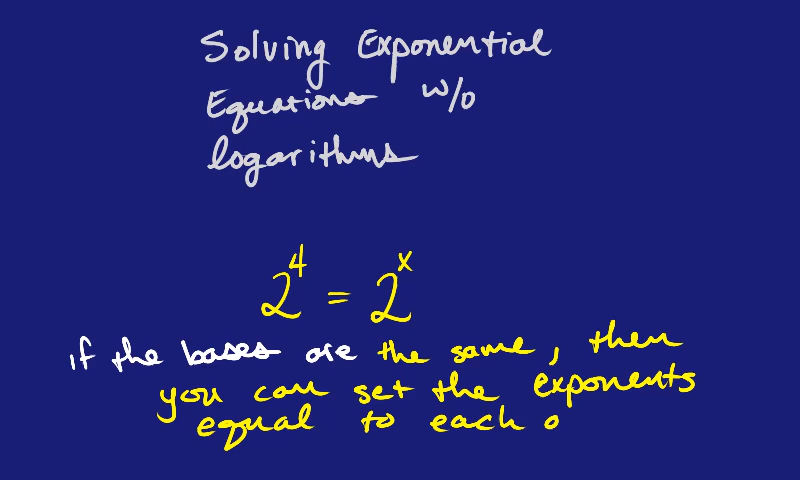 Solving Exponential
Equations w/o
logarithms
2^4 = 2^x
if the bases are the same, then
you can set the exponents
equal to each o